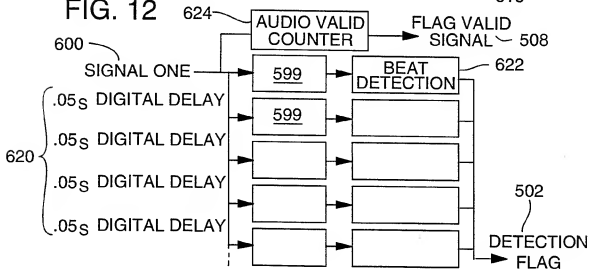 FIG. 12
624
AUDIO VALID
COUNTER
FLAG VALID
SIGNAL
508
600
SIGNAL ONE
599
BEAT
DETECTION
622
.05s DIGITAL DELAY
599
.05s DIGITAL DELAY
620
.05s DIGITAL DELAY
.05s DIGITAL DELAY
502
DETECTION
FLAG